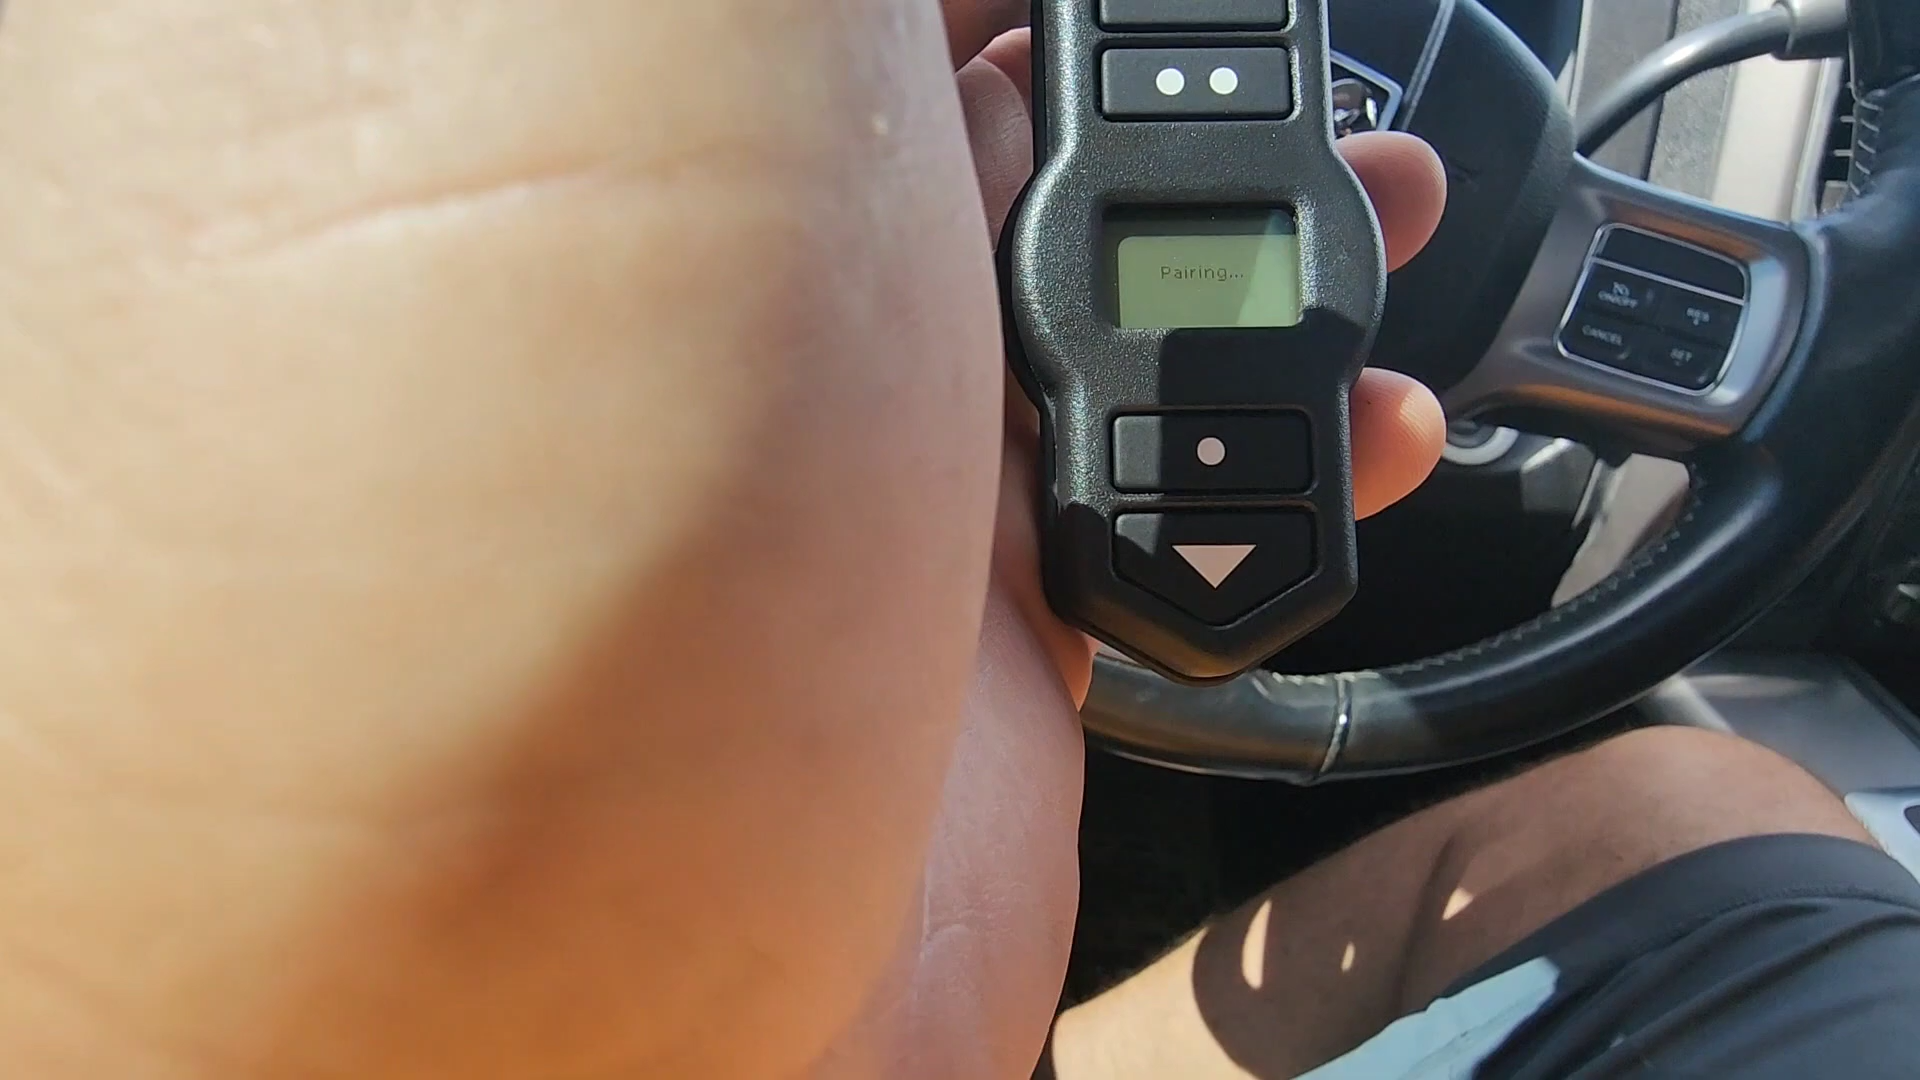 Pairing...
ON/OFF
RES
+
CANCEL
SET
-